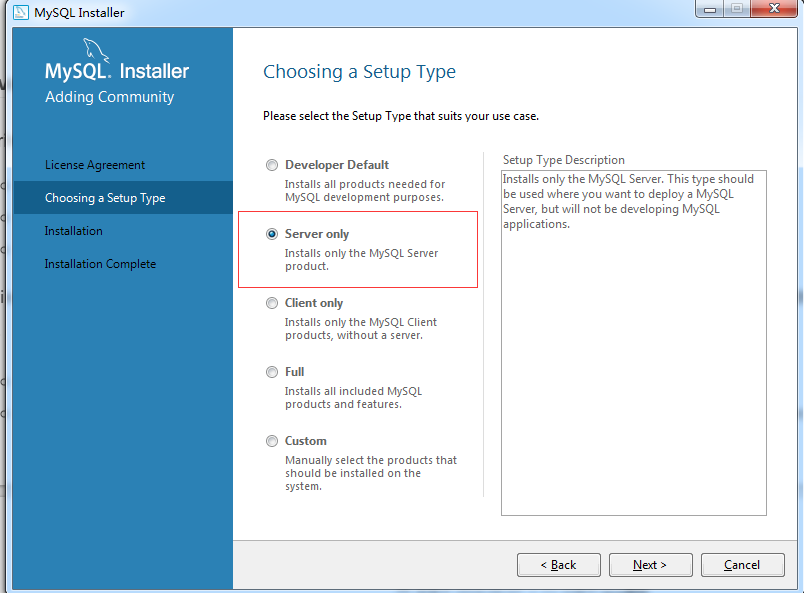 MySQL Installer
MySQL. Installer
Adding Community
License Agreement
Choosing a Setup Type
Installation
Installation Complete
Choosing a Setup Type
Please select the Setup Type that suits your use case.
Developer Default
Installs all products needed for
MySQL development purposes.
Server only
Installs only the MySQL Server
product.
Client only
Installs only the MySQL Client
products, without a server.
Full
Installs all included MySQL
products and features.
Custom
Manually select the products that
should be installed on the
system.
Setup Type Description
Installs only the MySQL Server. This type should
be used where you want to deploy a MySQL
Server, but will not be developing MySQL
applications.
< Back
Next >
Cancel